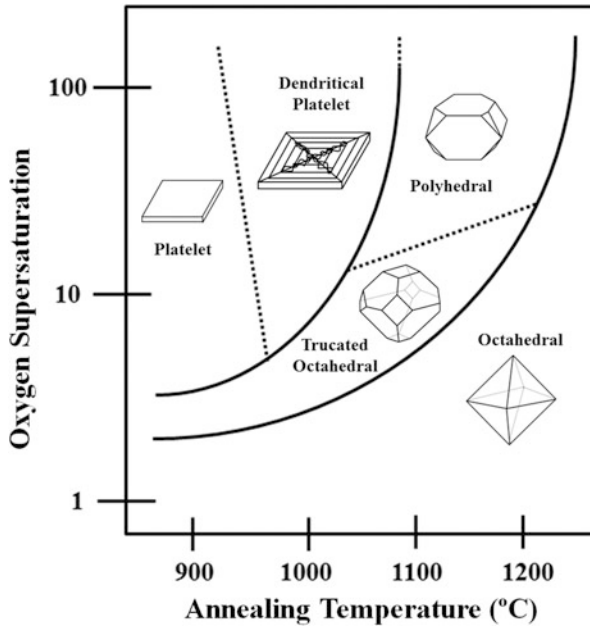 Oxygen Supersaturation
100
10
1
Dendritical
Platelet
Platelet
Polyhedral
Trucated
Octahedral
Octahedral
900
1000
1100
1200
Annealing Temperature (ºC)